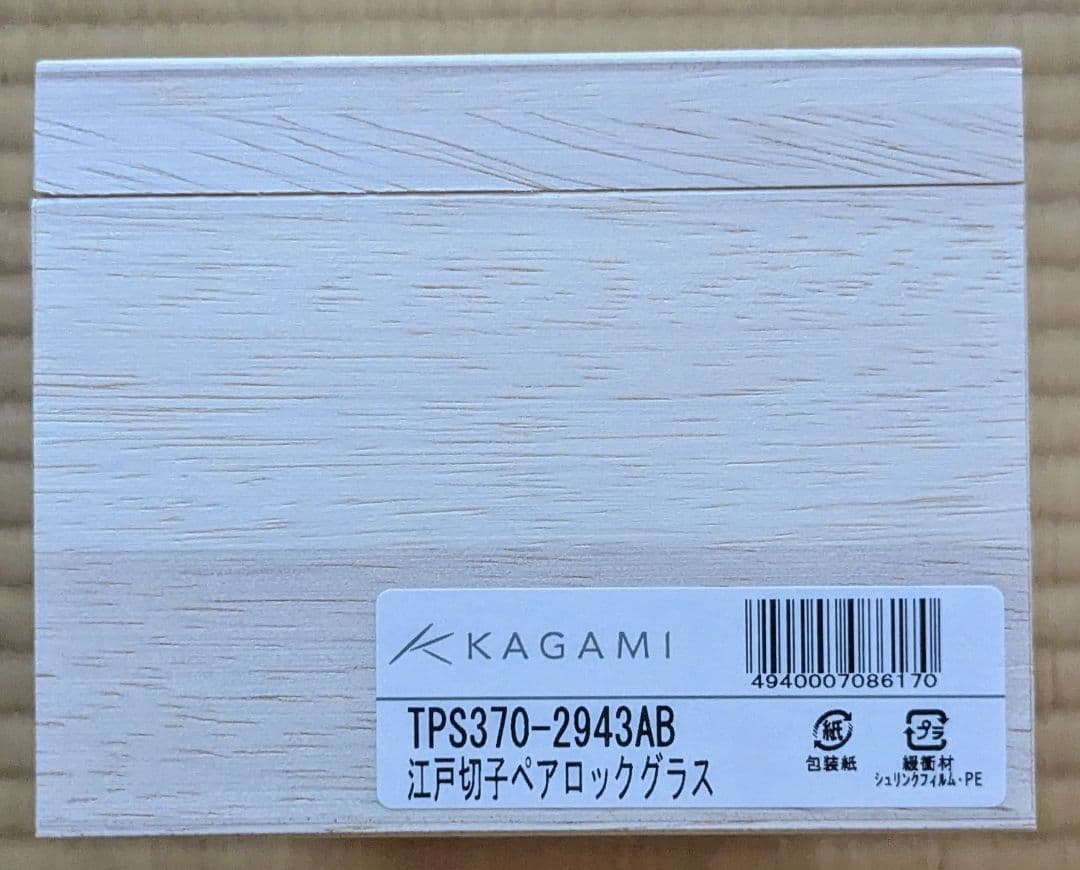 KAGAMI
4940007086170
TPS370-2943AB
江戸切子ペアロックグラス
紙
包装紙
プラ
緩衝材
シュリンクフィルム・PE